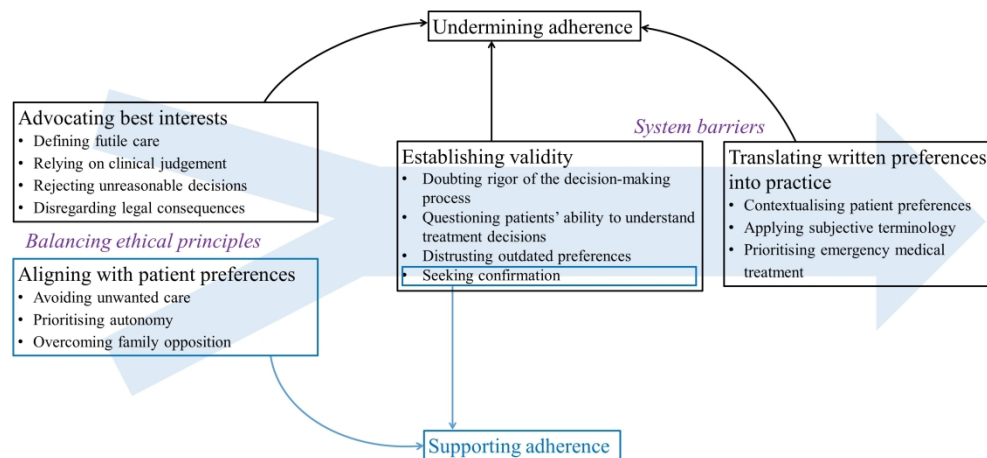 Undermining adherence
Advocating best interests
• Defining futile care
• Relying on clinical judgement
• Rejecting unreasonable decisions
• Disregarding legal consequences
Balancing ethical principles
Aligning with patient preferences
• Avoiding unwanted care
• Prioritising autonomy
• Overcoming family opposition
Establishing validity
• Doubting rigor of the decision-making
process
• Questioning patients’ ability to understand
treatment decisions
• Distrusting outdated preferences
• Seeking confirmation
System barriers
Translating written preferences
into practice
• Contextualising patient preferences
• Applying subjective terminology
• Prioritising emergency medical
treatment
Supporting adherence